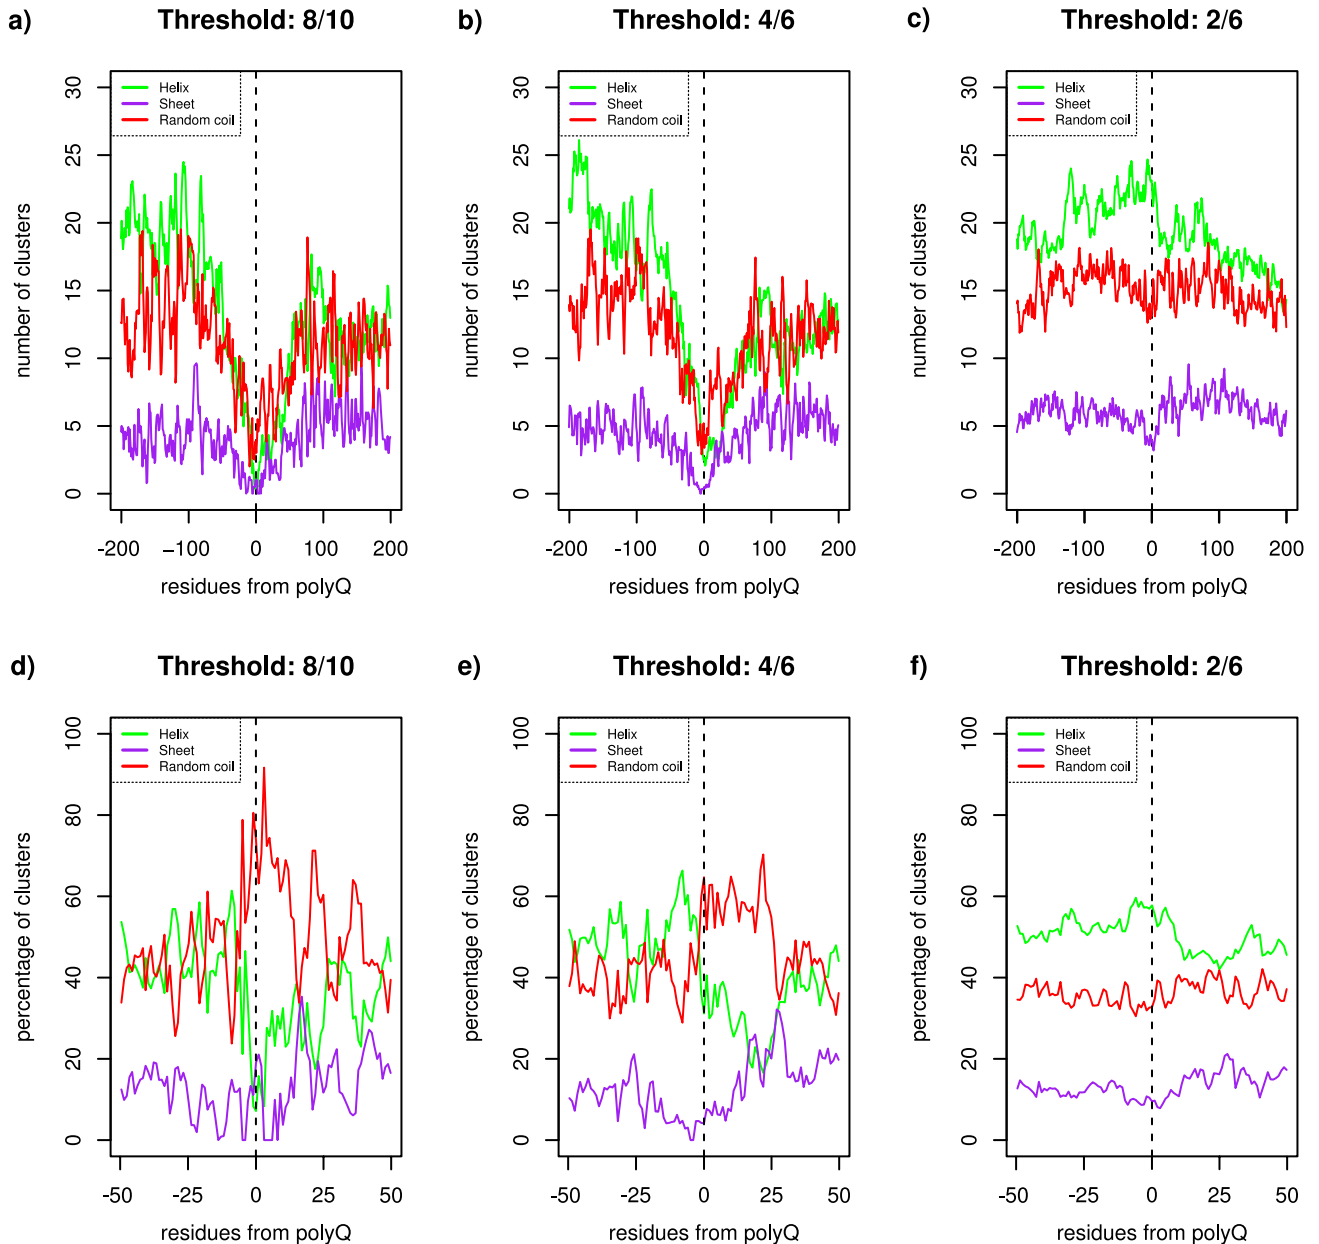 a) Threshold: 8/10
b) Threshold: 4/6
c) Threshold: 2/6
number of clusters
30
25
20
15
10
5
0
Helix
Sheet
Random coil
-200 -100 0 100 200
residues from polyQ
number of clusters
30
25
20
15
10
5
0
Helix
Sheet
Random coil
-200 -100 0 100 200
residues from polyQ
number of clusters
30
25
20
15
10
5
0
Helix
Sheet
Random coil
-200 -100 0 100 200
residues from polyQ
d) Threshold: 8/10
e) Threshold: 4/6
f) Threshold: 2/6
percentage of clusters
100
80
60
40
20
0
Helix
Sheet
Random coil
-50 -25 0 25 50
residues from polyQ
percentage of clusters
100
80
60
40
20
0
Helix
Sheet
Random coil
-50 -25 0 25 50
residues from polyQ
percentage of clusters
100
80
60
40
20
0
Helix
Sheet
Random coil
-50 -25 0 25 50
residues from polyQ